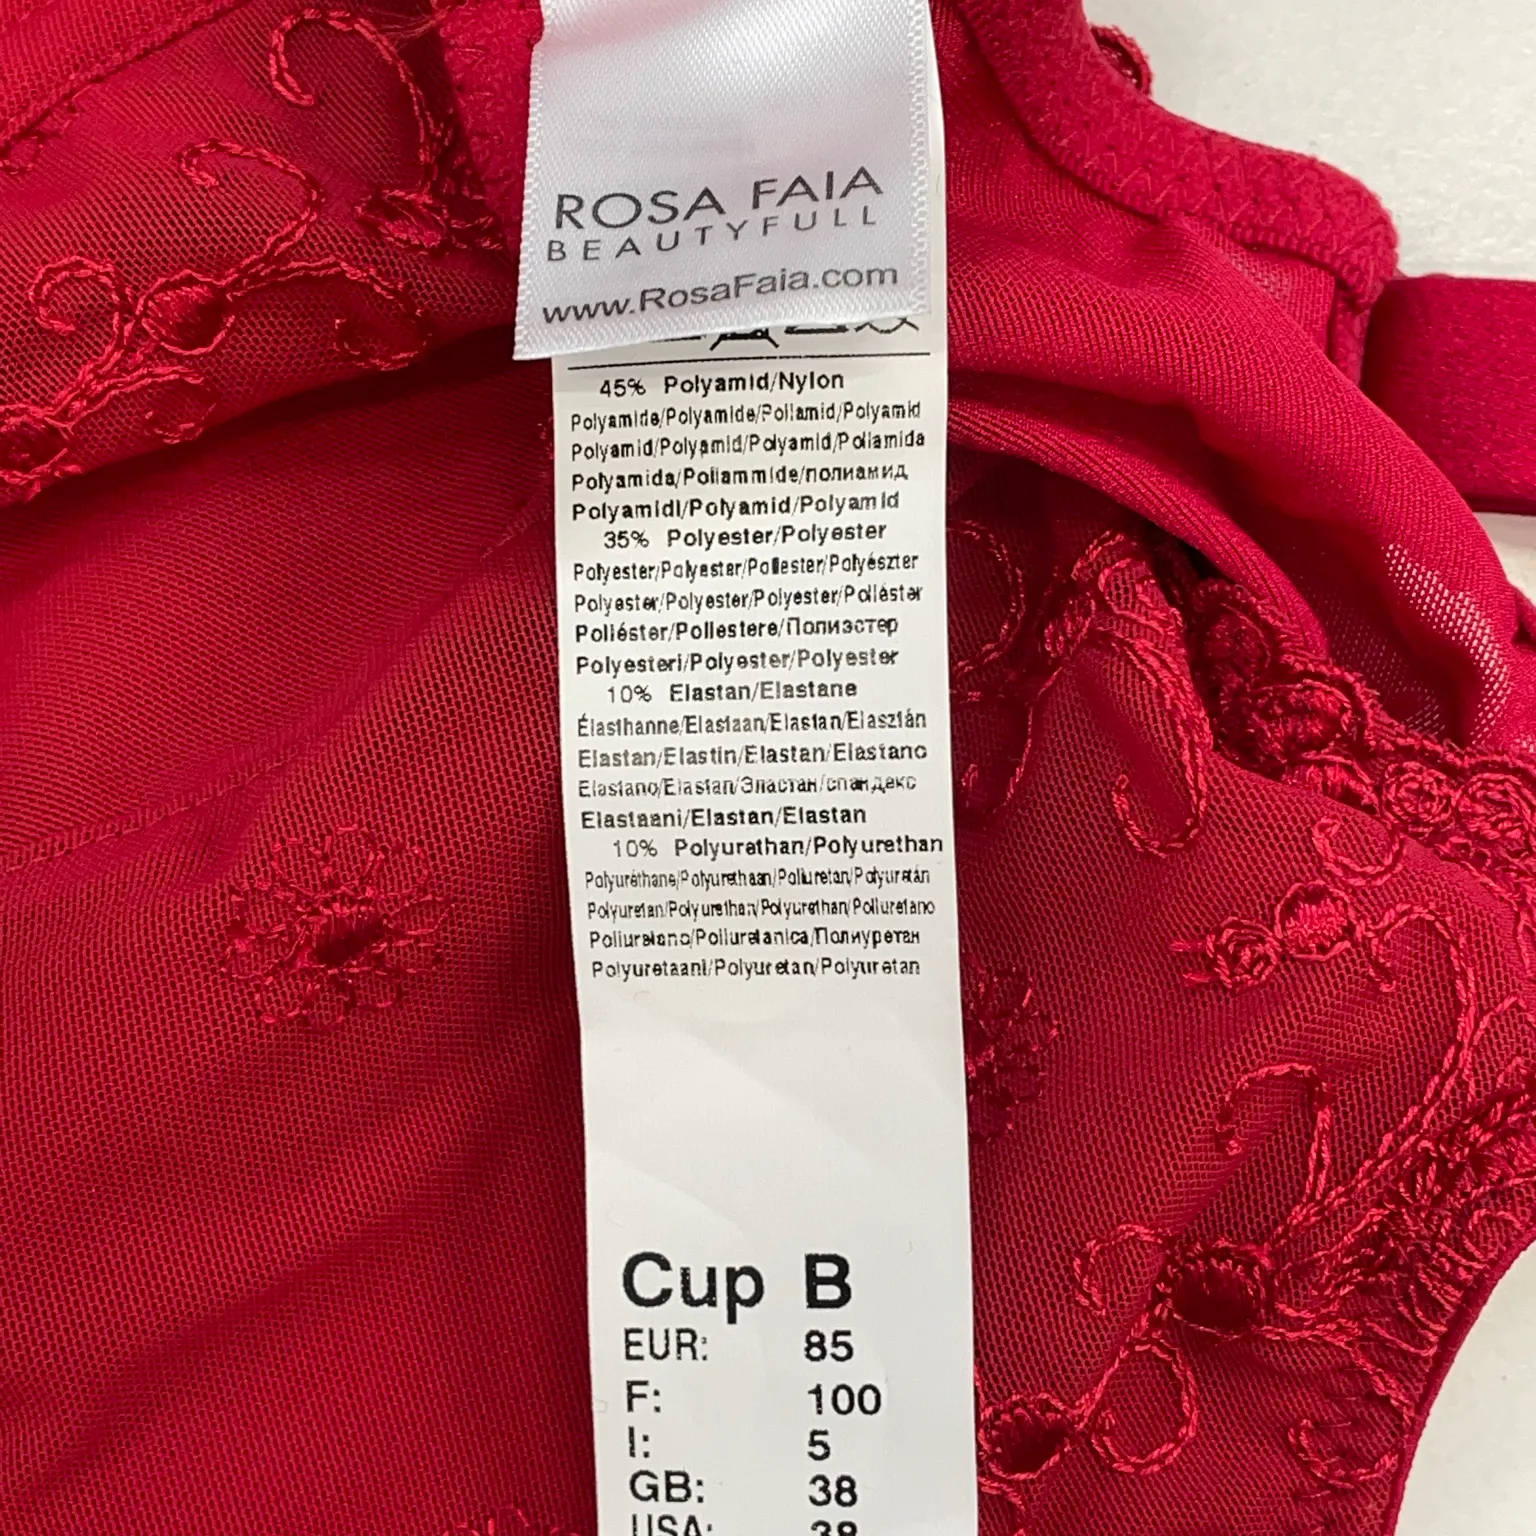 ROSA FAIA
BEAUTYFULL
www.RosaFaia.com
45% Polyamid/Nylon
Polyamide/Polyamide/Poliamid/Polyamid
Polyamid/Polyamid/Polyamid/Poliamida
Polyamida/Poliammide/полиамид
Polyamidi/Polyamid/Polyamid
35% Polyester/Polyester
Polyester/Polyester/Poliester/Polyészter
Polyester/Polyester/Polyester/Poliéster
Poliéster/Poliestere/Полиэстер
Polyesteri/Polyester/Polyester
10% Elastan/Elastane
Élasthanne/Elastaan/Elastan/Elasztán
Elastan/Elastin/Elastan/Elastano
Elastano/Elastan/Эластан/спандекс
Elastaani/Elastan/Elastan
10% Polyurethan/Polyurethan
Polyuréthane/Polyurethaan/Poliuretan/Polyuretán
Polyuretan/Polyurethan/Polyurethan/Poliuretano
Poliuretano/Poliuretanica/Полиуретан
Polyuretaani/Polyuretan/Polyuretan
Cup B
EUR: 85
F: 100
I: 5
GB: 38
USA: 38